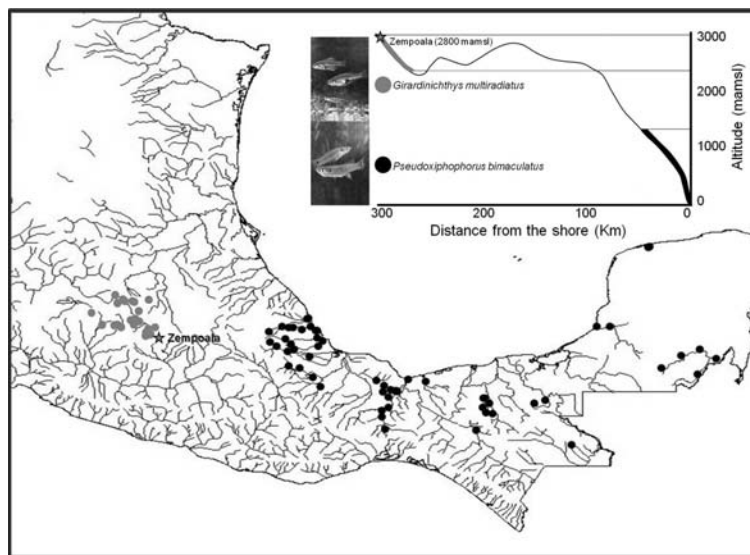 Zempoala (2800 mamsl)
Girardinichthys multiradiatus
Pseudoxiphophorus bimaculatus
3000
2000
1000
0
Altitude (mamsl)
300
200
100
0
Distance from the shore (Km)
Zempoala